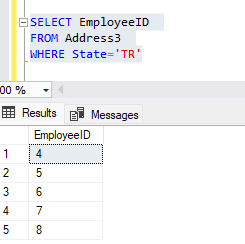 SELECT EmployeeID
FROM Address3
WHERE State='TR'
00 %
Results Messages
EmployeeID
1 4
2 5
3 6
4 7
5 8